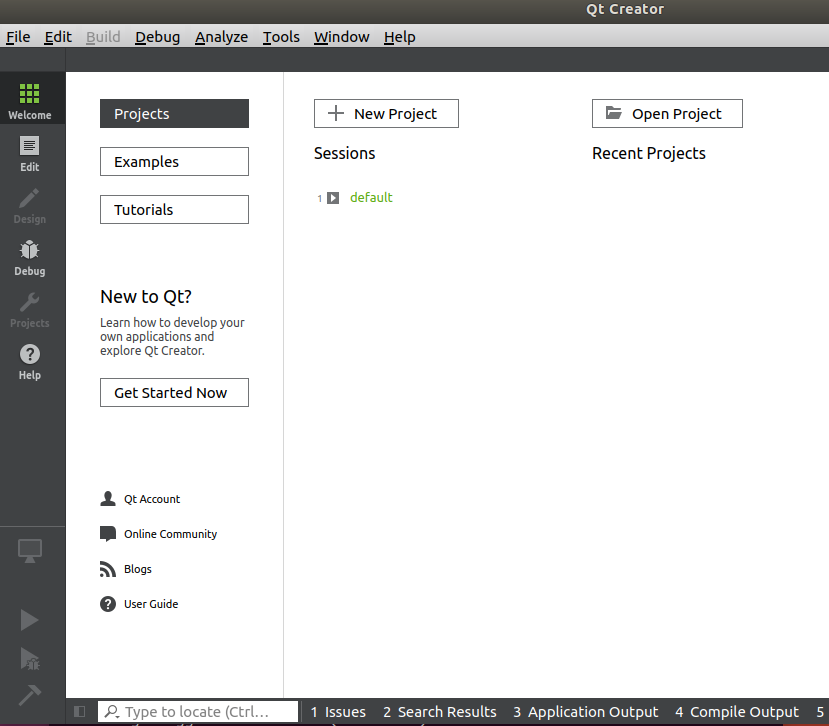 Qt Creator
File Edit Build Debug Analyze Tools Window Help
Welcome
Edit
Design
Debug
Projects
Help
Projects
Examples
Tutorials
New to Qt?
Learn how to develop your
own applications and
explore Qt Creator.
Get Started Now
Qt Account
Online Community
Blogs
User Guide
New Project
Open Project
Sessions
Recent Projects
1 default
Type to locate (Ctrl...
1 Issues 2 Search Results 3 Application Output 4 Compile Output 5